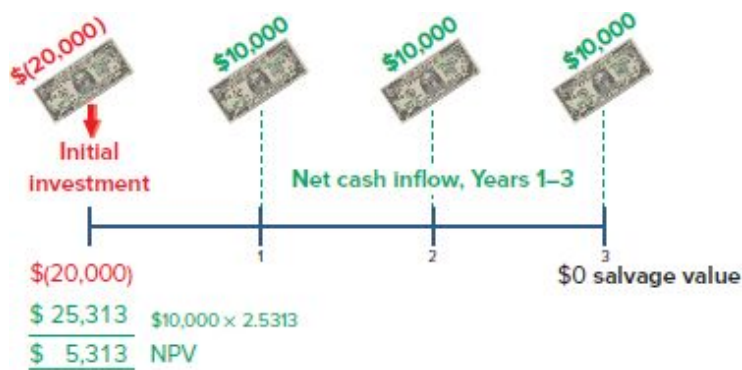 $(20,000)
$10,000
$10,000
$10,000
Initial
investment
Net cash inflow, Years 1–3
1
2
3
$(20,000)
$0 salvage value
$ 25,313 $10,000 × 2.5313
$ 5,313 NPV